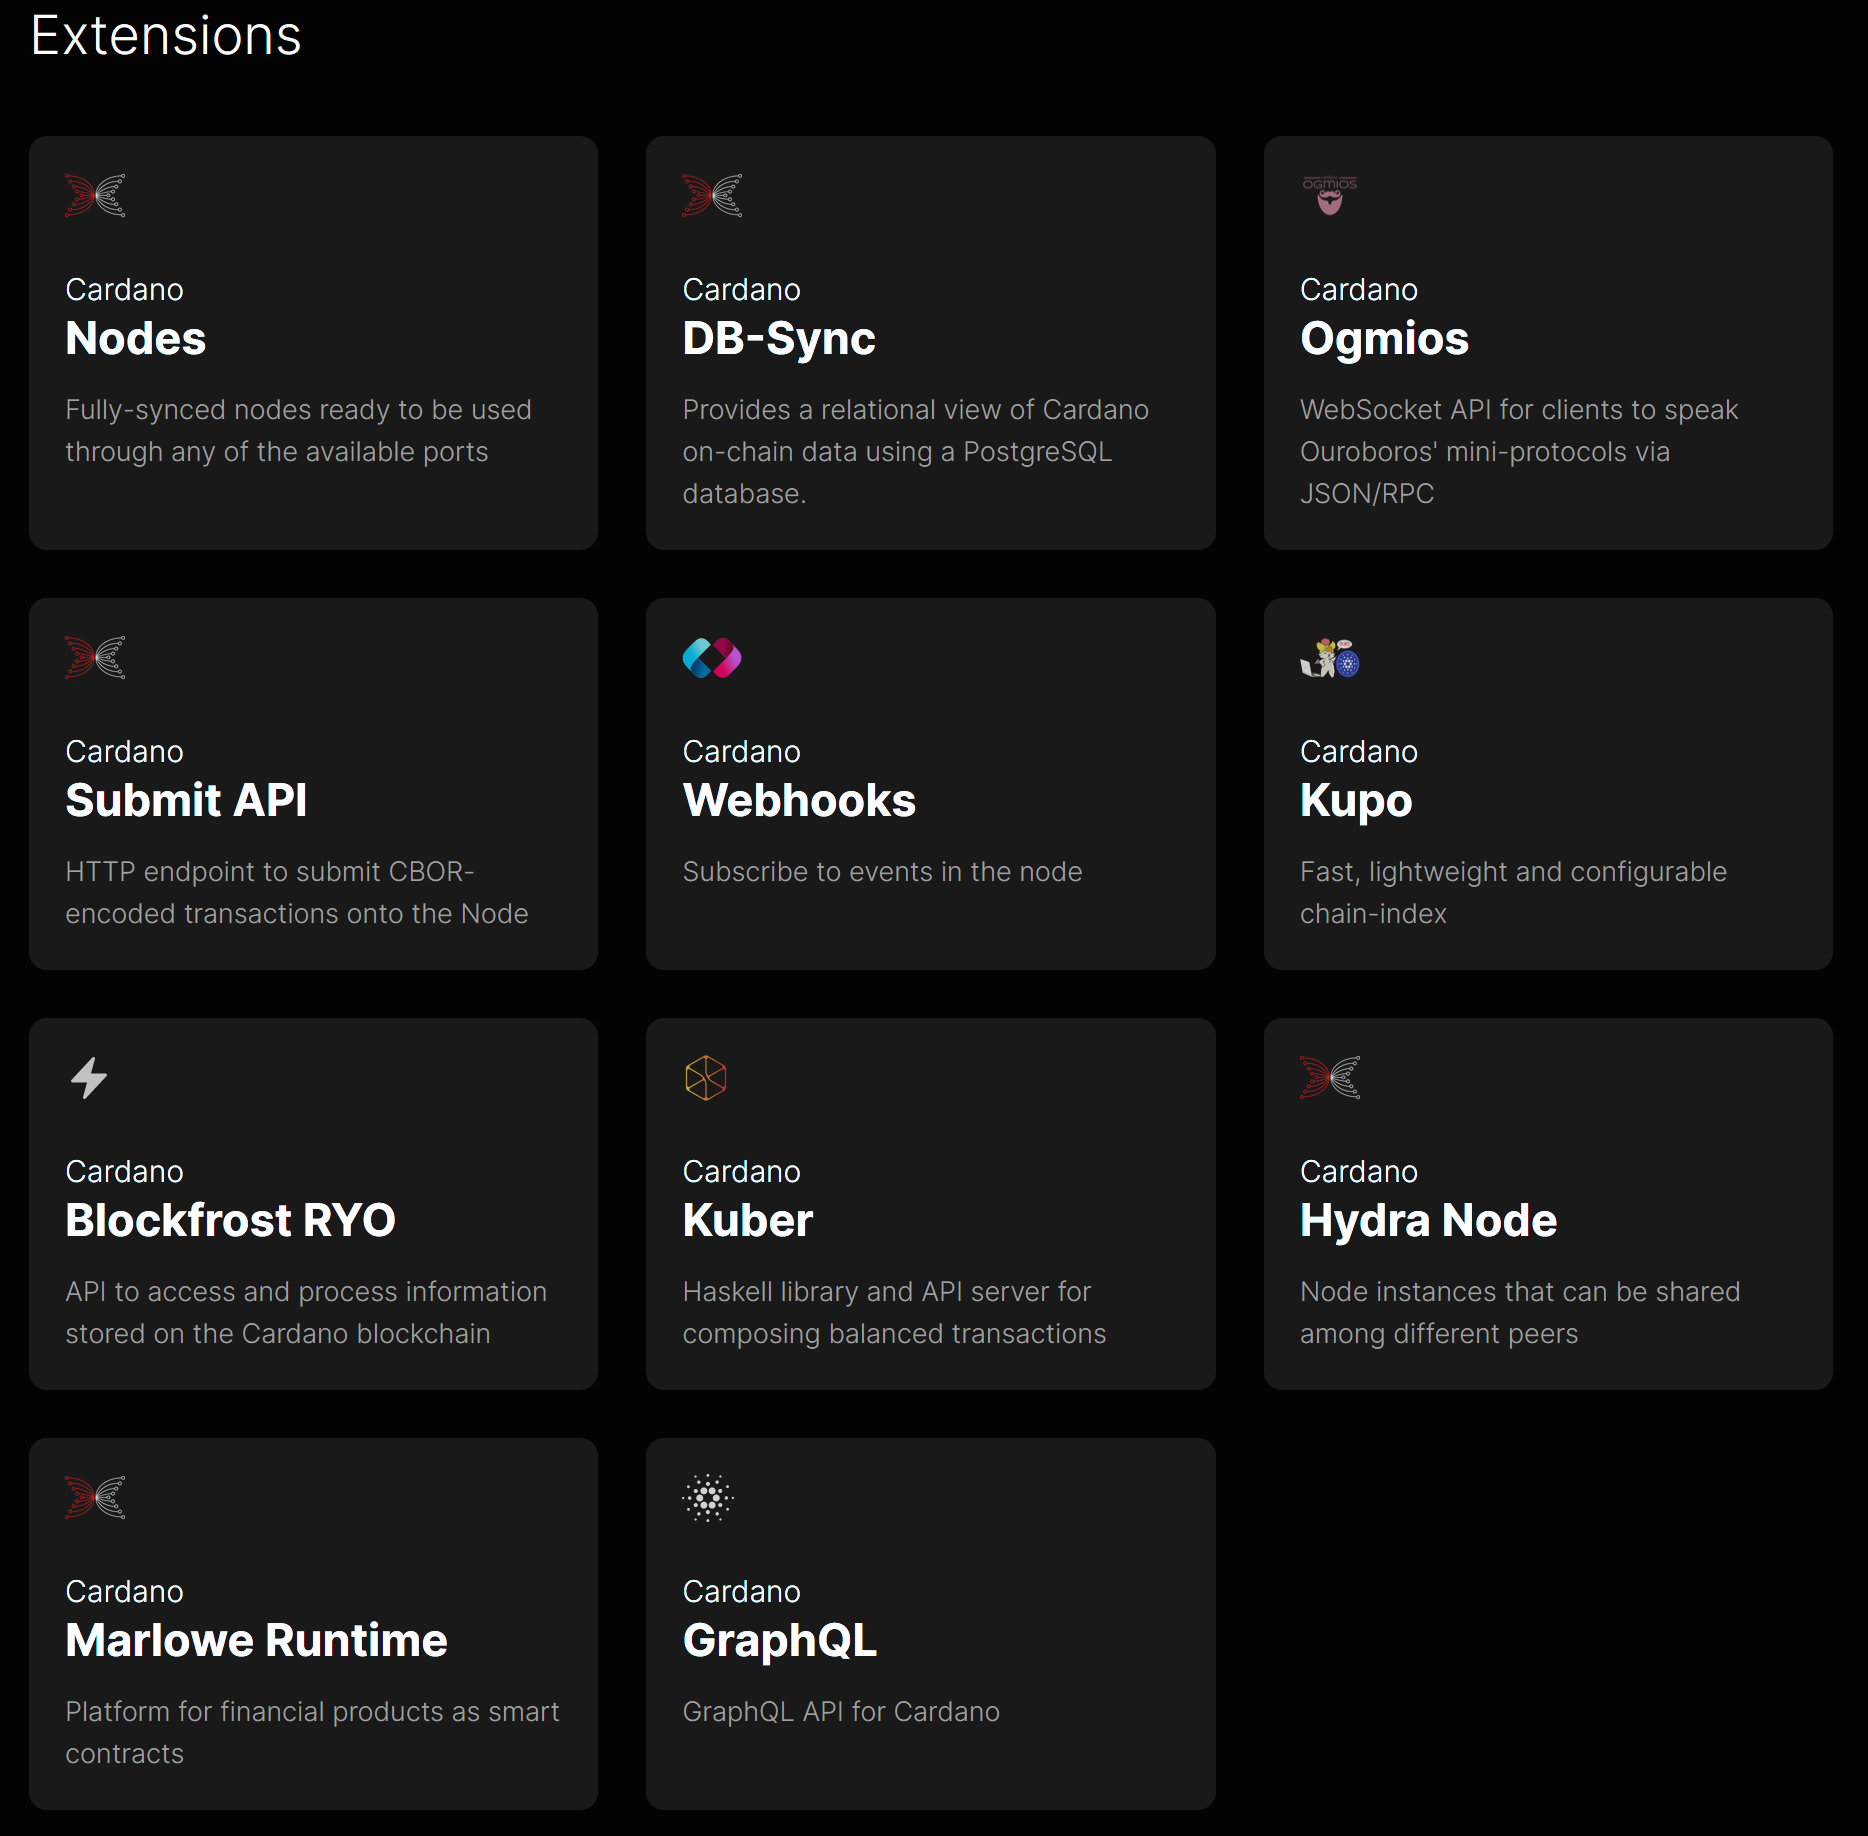 Extensions
Cardano
Nodes
Fully-synced nodes ready to be used
through any of the available ports
Cardano
DB-Sync
Provides a relational view of Cardano
on-chain data using a PostgreSQL
database.
OGMIOS
Cardano
Ogmios
WebSocket API for clients to speak
Ouroboros' mini-protocols via
JSON/RPC
Cardano
Submit API
HTTP endpoint to submit CBOR-
encoded transactions onto the Node
Cardano
Webhooks
Subscribe to events in the node
Cardano
Kupo
Fast, lightweight and configurable
chain-index
Cardano
Blockfrost RYO
API to access and process information
stored on the Cardano blockchain
Cardano
Kuber
Haskell library and API server for
composing balanced transactions
Cardano
Hydra Node
Node instances that can be shared
among different peers
Cardano
Marlowe Runtime
Platform for financial products as smart
contracts
Cardano
GraphQL
GraphQL API for Cardano